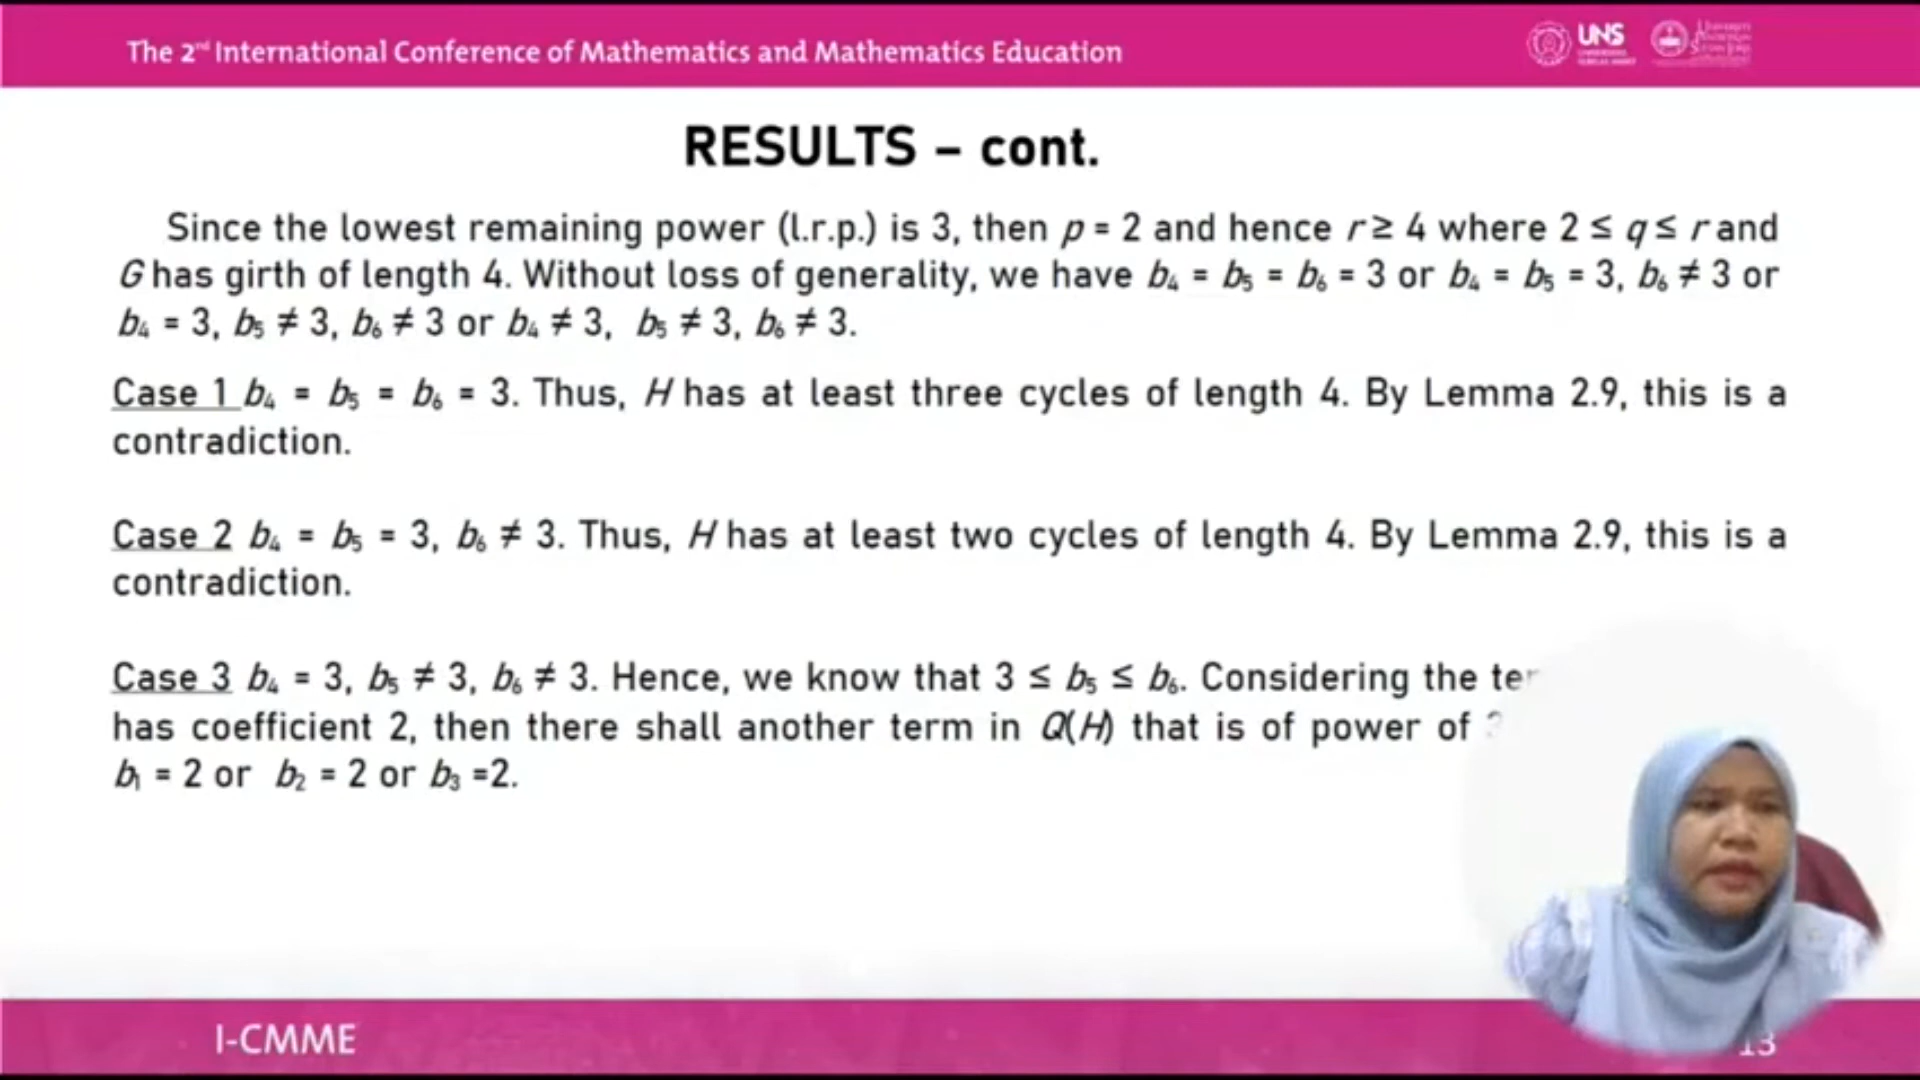 The 2nd International Conference of Mathematics and Mathematics Education
UNS
RESULTS – cont.
Since the lowest remaining power (l.r.p.) is 3, then p = 2 and hence r ≥ 4 where 2 ≤ q ≤ r and
G has girth of length 4. Without loss of generality, we have b₄ = b₅ = b₆ = 3 or b₄ = b₅ = 3, b₆ ≠ 3 or
b₄ = 3, b₅ ≠ 3, b₆ ≠ 3 or b₄ ≠ 3, b₅ ≠ 3, b₆ ≠ 3.
Case 1 b₄ = b₅ = b₆ = 3. Thus, H has at least three cycles of length 4. By Lemma 2.9, this is a
contradiction.
Case 2 b₄ = b₅ = 3, b₆ ≠ 3. Thus, H has at least two cycles of length 4. By Lemma 2.9, this is a
contradiction.
Case 3 b₄ = 3, b₅ ≠ 3, b₆ ≠ 3. Hence, we know that 3 ≤ b₅ ≤ b₆. Considering the
has coefficient 2, then there shall another term in Q(H) that is of power of
b₁ = 2 or b₂ = 2 or b₃ =2.
I-CMME
13